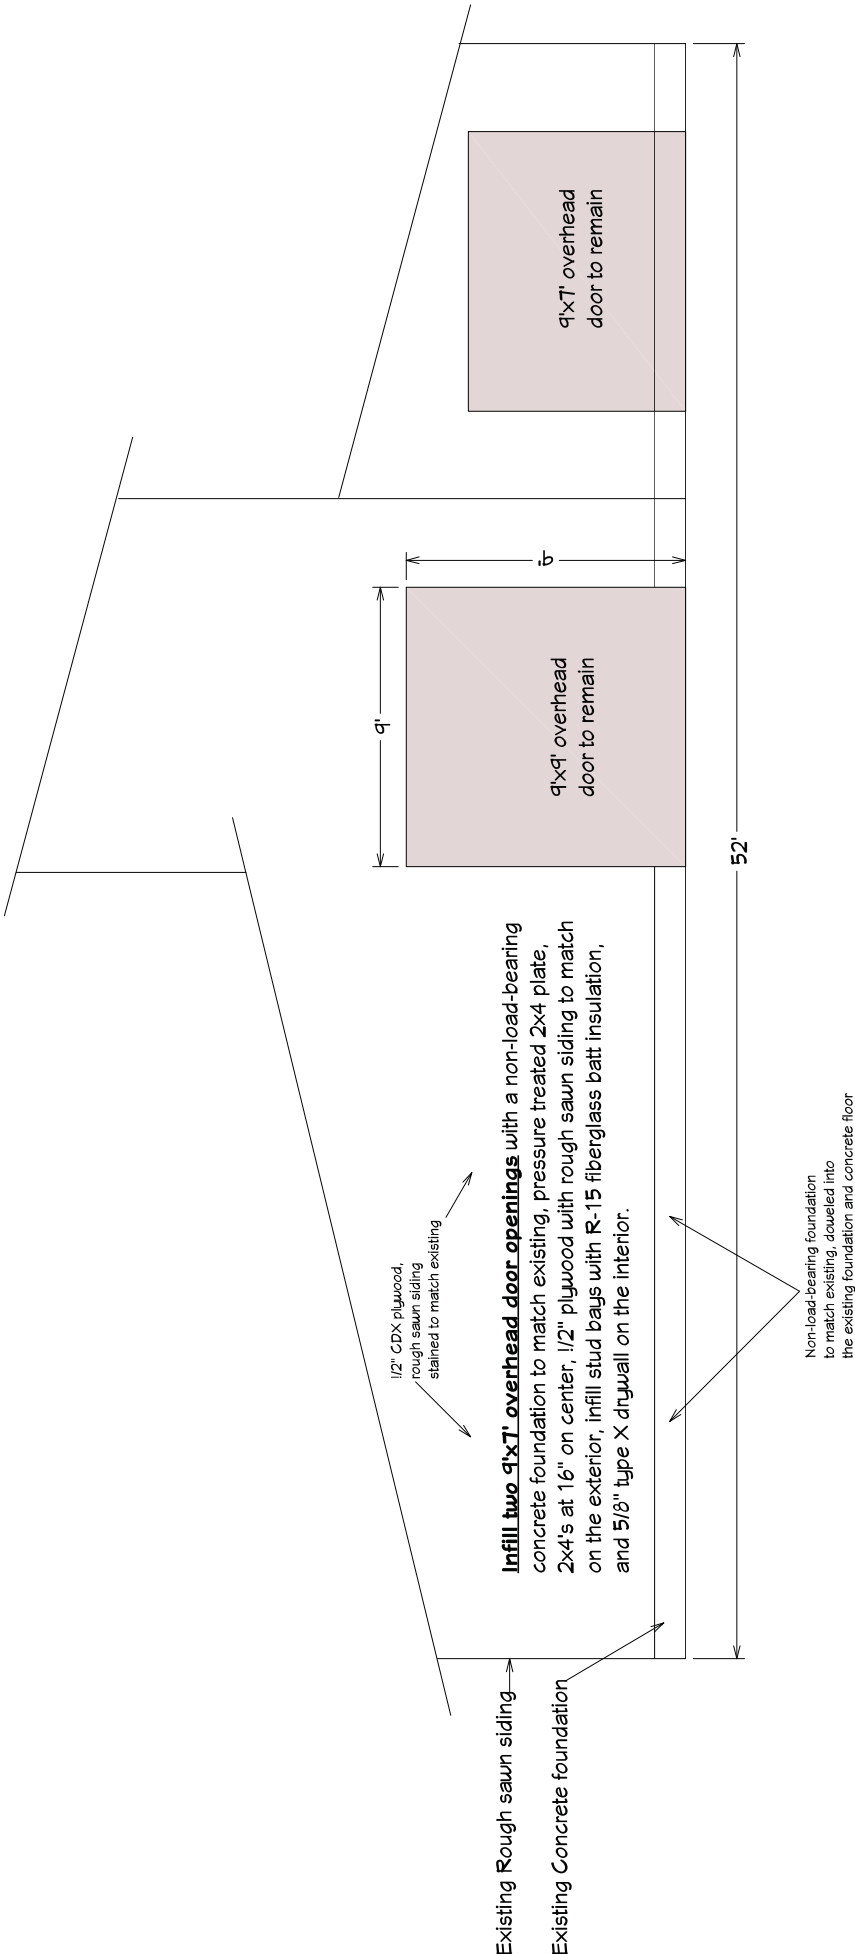 1/2" CDX plywood,
rough sawn siding
stained to match existing
Infill two 9'x7' overhead door openings with a non-load-bearing
concrete foundation to match existing, pressure treated 2x4 plate,
2x4's at 16" on center, 1/2" plywood with rough sawn siding to match
on the exterior, infill stud bays with R-15 fiberglass batt insulation,
and 5/8" type X drywall on the interior.
9'
9'
9'x9' overhead
door to remain
9'x7' overhead
door to remain
Existing Rough sawn siding
Existing Concrete foundation
52'
Non-load-bearing foundation
to match existing, doweled into
the existing foundation and concrete floor